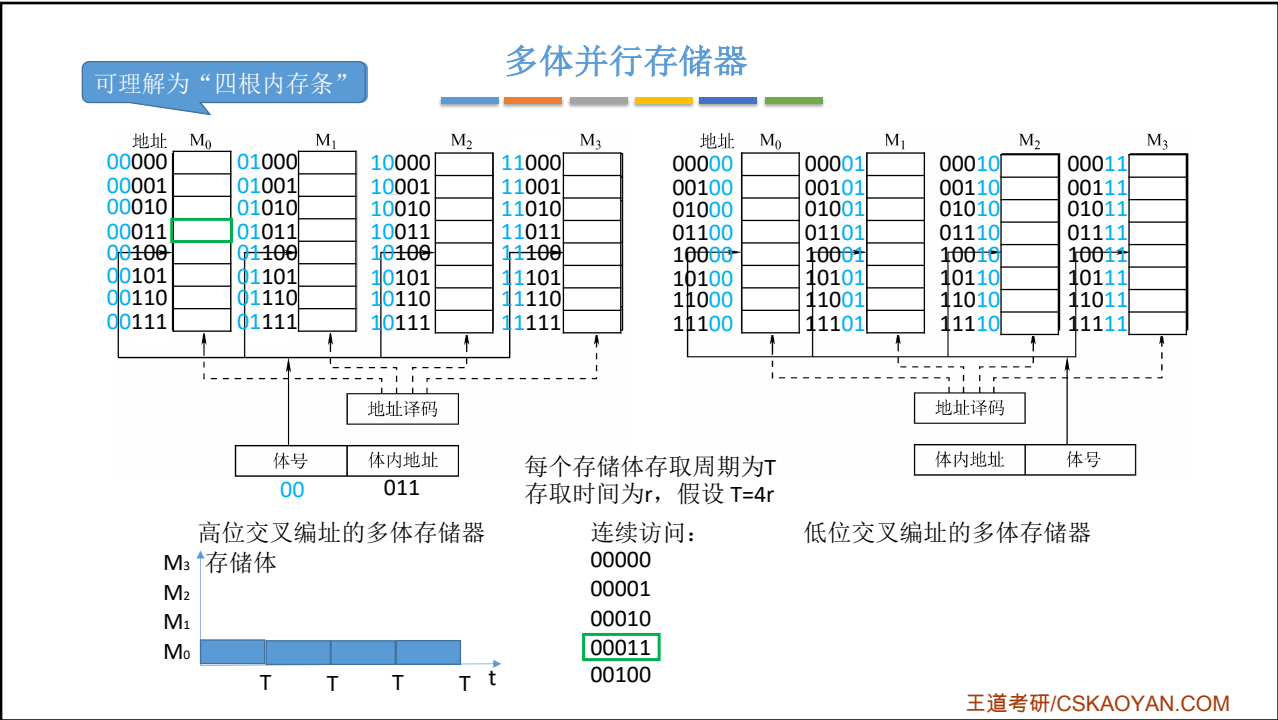 多体并行存储器
可理解为“四根内存条”
地址 M₀ M₁ M₂ M₃
00000 01000 10000 11000
00001 01001 10001 11001
00010 01010 10010 11010
00011 01011 10011 11011
00100 01100 10100 11100
00101 01101 10101 11101
00110 01110 10110 11110
00111 01111 10111 11111
地址译码
体号 体内地址
00 011
高位交叉编址的多体存储器
地址 M₀ M₁ M₂ M₃
00000 00001 00010 00011
00100 00101 00110 00111
01000 01001 01010 01011
01100 01101 01110 01111
10000 10001 10010 10011
10100 10101 10110 10111
11000 11001 11010 11011
11100 11101 11110 11111
地址译码
体内地址 体号
低位交叉编址的多体存储器
每个存储体存取周期为T
存取时间为r，假设 T=4r
连续访问：
00000
00001
00010
00011
00100
存储体
M₃
M₂
M₁
M₀
T T T T t
王道考研/CSKAOYAN.COM